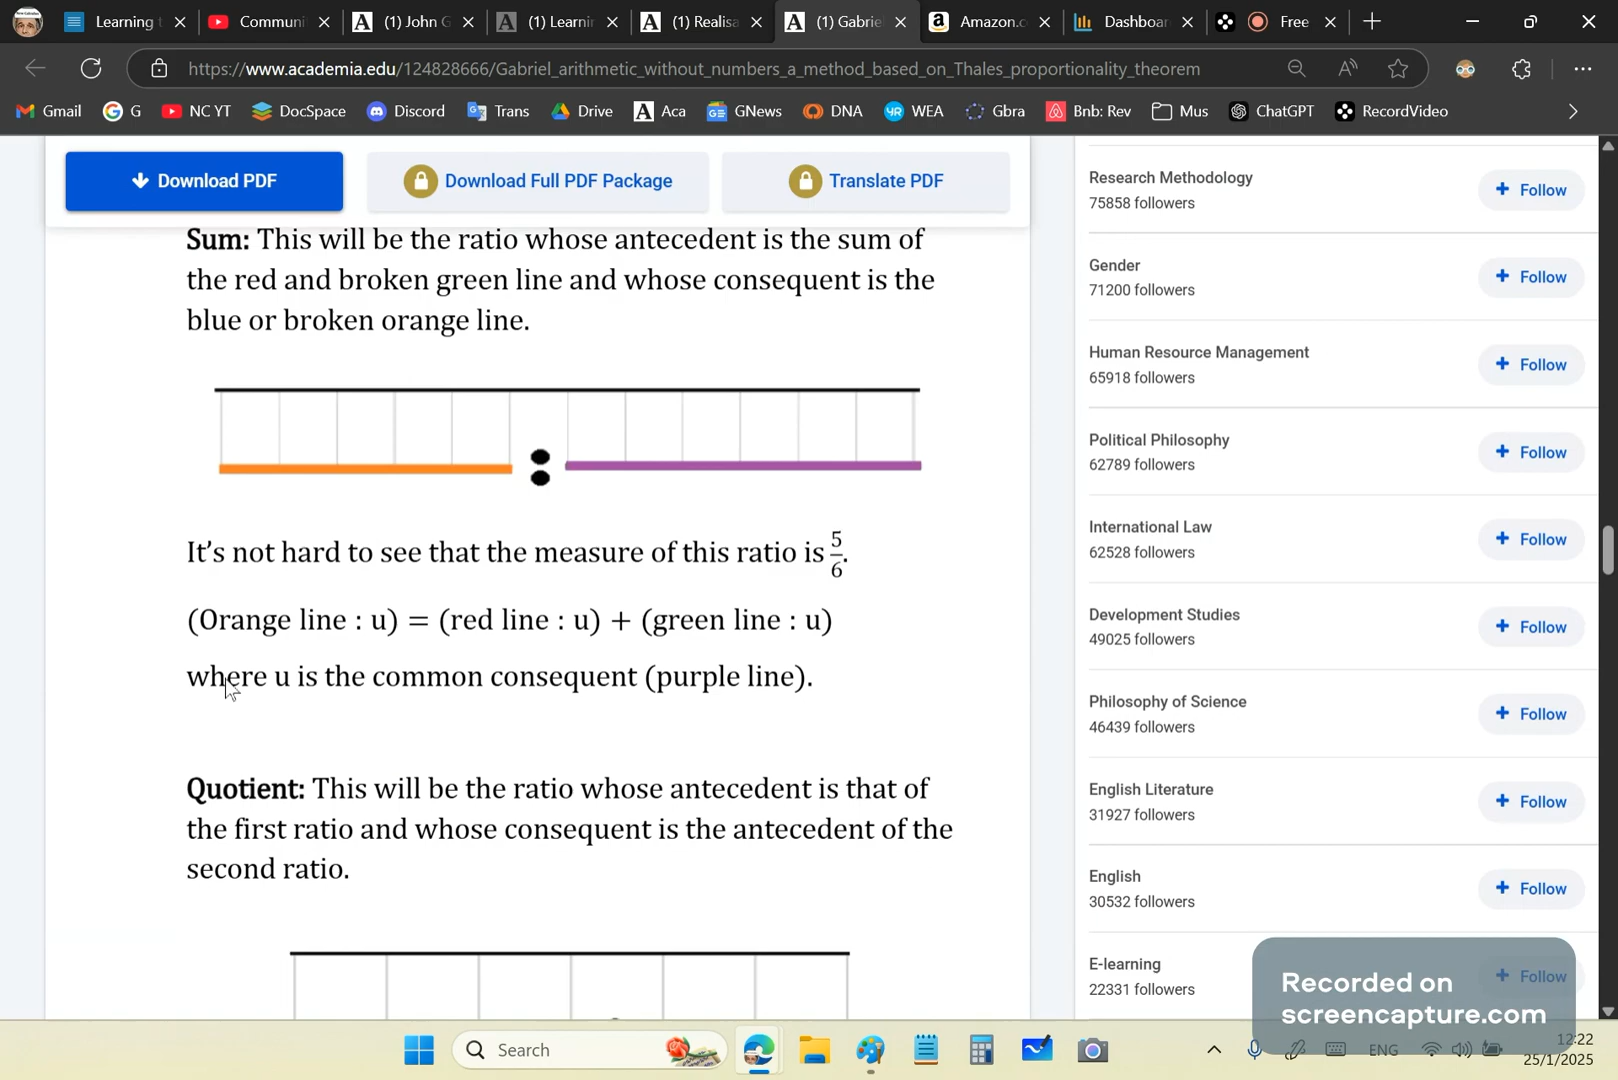 Learning t
Communi
A (1) John G
A (1) Learnin
A (1) Realisa
A (1) Gabriel
a Amazon.c
Dashboar
Free
https://www.academia.edu/124828666/Gabriel_arithmetic_without_numbers_a_method_based_on_Thales_proportionality_theorem
Gmail
G
NC YT
DocSpace
Discord
Trans
Drive
A Aca
GNews
DNA
WEA
Gbra
Bnb: Rev
Mus
ChatGPT
RecordVideo
Download PDF
Download Full PDF Package
Translate PDF
Sum: This will be the ratio whose antecedent is the sum of
the red and broken green line and whose consequent is the
blue or broken orange line.
:
It's not hard to see that the measure of this ratio is 5/6.
(Orange line : u) = (red line : u) + (green line : u)
where u is the common consequent (purple line).
Quotient: This will be the ratio whose antecedent is that of
the first ratio and whose consequent is the antecedent of the
second ratio.
Research Methodology
75858 followers
+ Follow
Gender
71200 followers
+ Follow
Human Resource Management
65918 followers
+ Follow
Political Philosophy
62789 followers
+ Follow
International Law
62528 followers
+ Follow
Development Studies
49025 followers
+ Follow
Philosophy of Science
46439 followers
+ Follow
English Literature
31927 followers
+ Follow
English
30532 followers
+ Follow
E-learning
22331 followers
+ Follow
Recorded on
screencapture.com
Search
ENG
12:22
25/1/2025